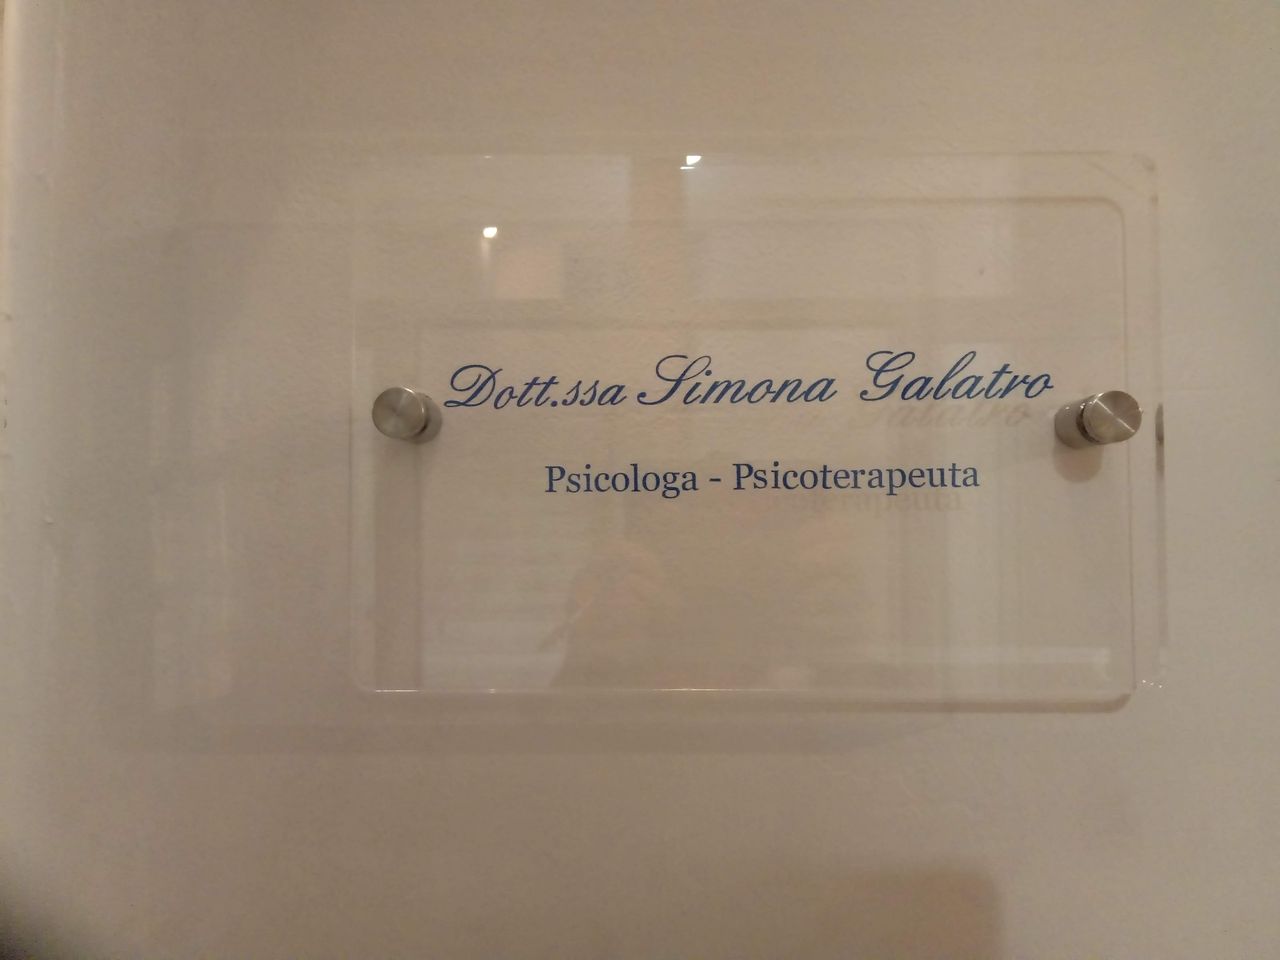 Dott.ssa Simona Galatro
Psicologa - Psicoterapeuta